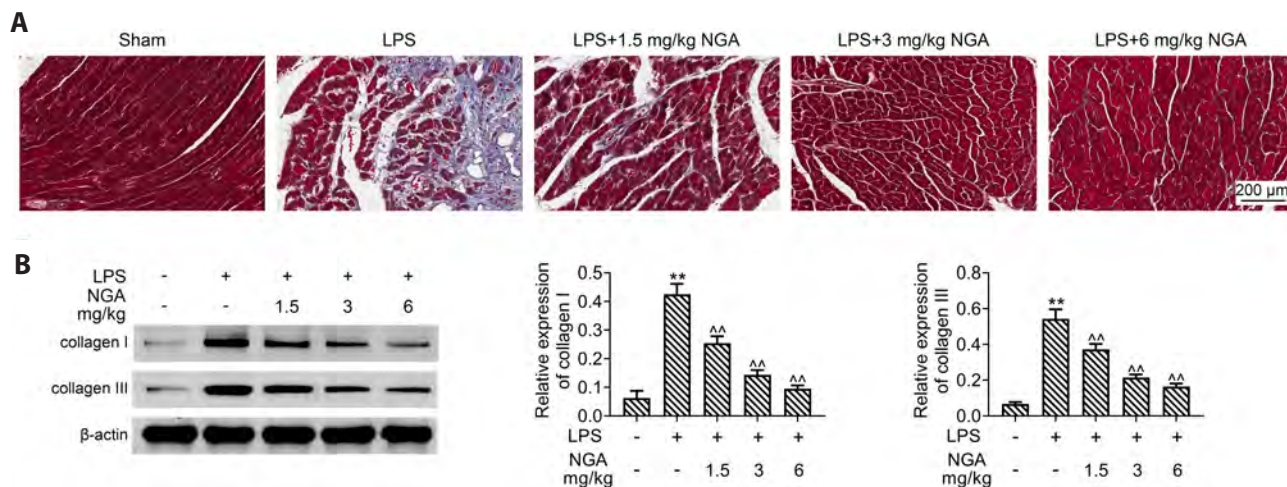 A
Sham
LPS
LPS+1.5 mg/kg NGA
LPS+3 mg/kg NGA
LPS+6 mg/kg NGA
200 µm
B
LPS - + + + +
NGA mg/kg - - 1.5 3 6
collagen I
collagen III
β-actin
Relative expression of collagen I
0.5
0.4
0.3
0.2
0.1
0.0
**
^^
^^
^^
LPS - + + + +
NGA mg/kg - - 1.5 3 6
Relative expression of collagen III
0.8
0.6
0.4
0.2
0.0
**
^^
^^
^^
LPS - + + + +
NGA mg/kg - - 1.5 3 6